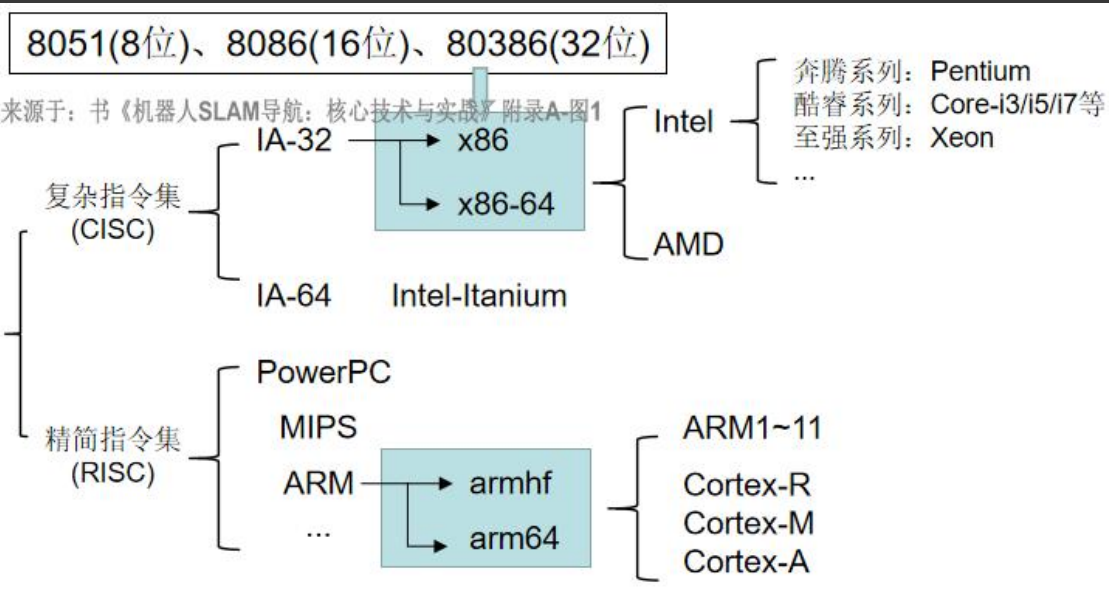 8051(8位)、8086(16位)、80386(32位)
来源于：书《机器人SLAM导航：核心技术与实战》附录A-图1
复杂指令集
(CISC)
IA-32
x86
x86-64
Intel
奔腾系列：Pentium
酷睿系列：Core-i3/i5/i7等
至强系列：Xeon
...
AMD
IA-64
Intel-Itanium
精简指令集
(RISC)
PowerPC
MIPS
ARM
...
armhf
arm64
ARM1~11
Cortex-R
Cortex-M
Cortex-A